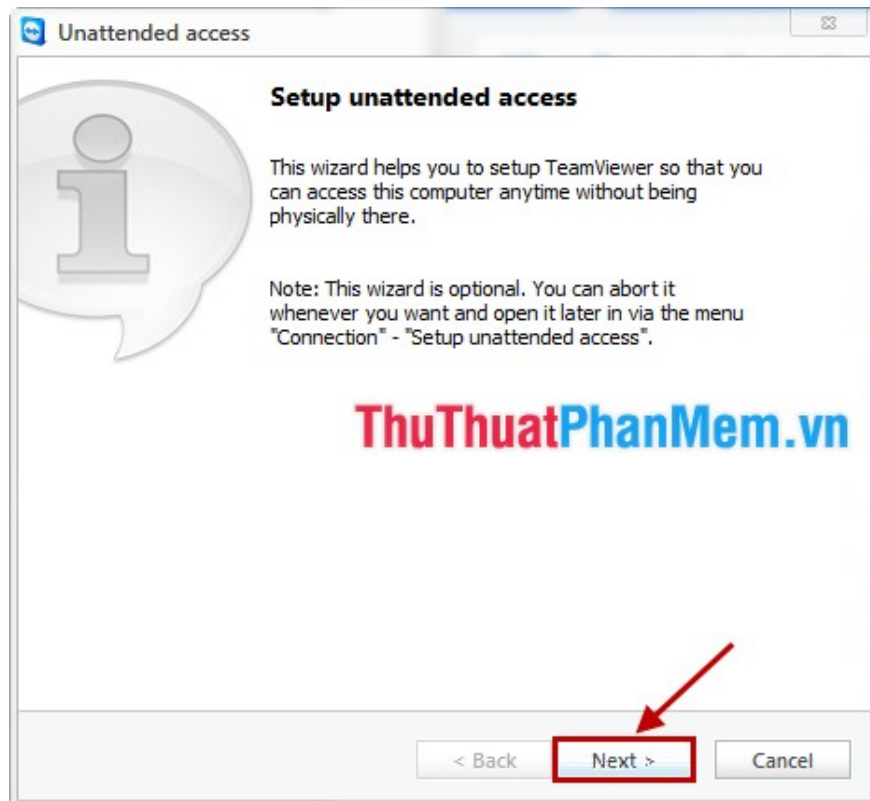 Unattended access
Setup unattended access
This wizard helps you to setup TeamViewer so that you
can access this computer anytime without being
physically there.
Note: This wizard is optional. You can abort it
whenever you want and open it later in via the menu
"Connection" - "Setup unattended access".
ThuThuatPhanMem.vn
< Back Next > Cancel